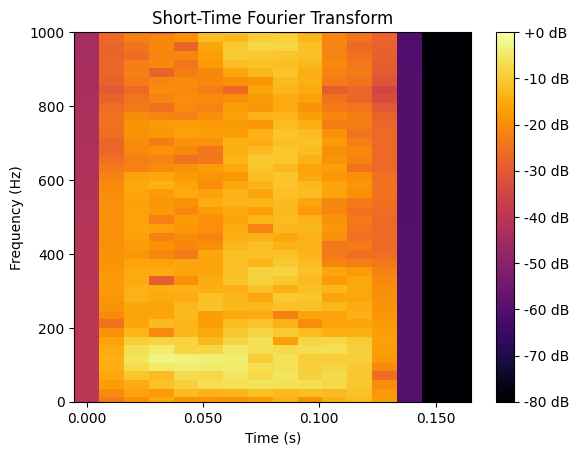 Short-Time Fourier Transform
Frequency (Hz)
1000
800
600
400
200
0
0.000
0.050
0.100
0.150
Time (s)
+0 dB
-10 dB
-20 dB
-30 dB
-40 dB
-50 dB
-60 dB
-70 dB
-80 dB